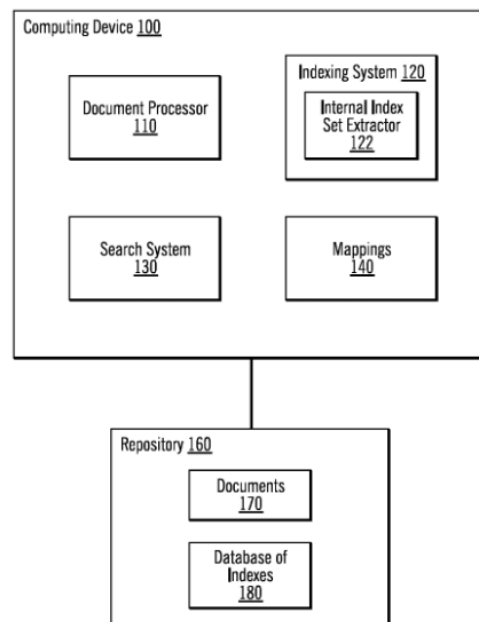 Computing Device 100
Document Processor
110
Indexing System 120
Internal Index
Set Extractor
122
Search System
130
Mappings
140
Repository 160
Documents
170
Database of
Indexes
180